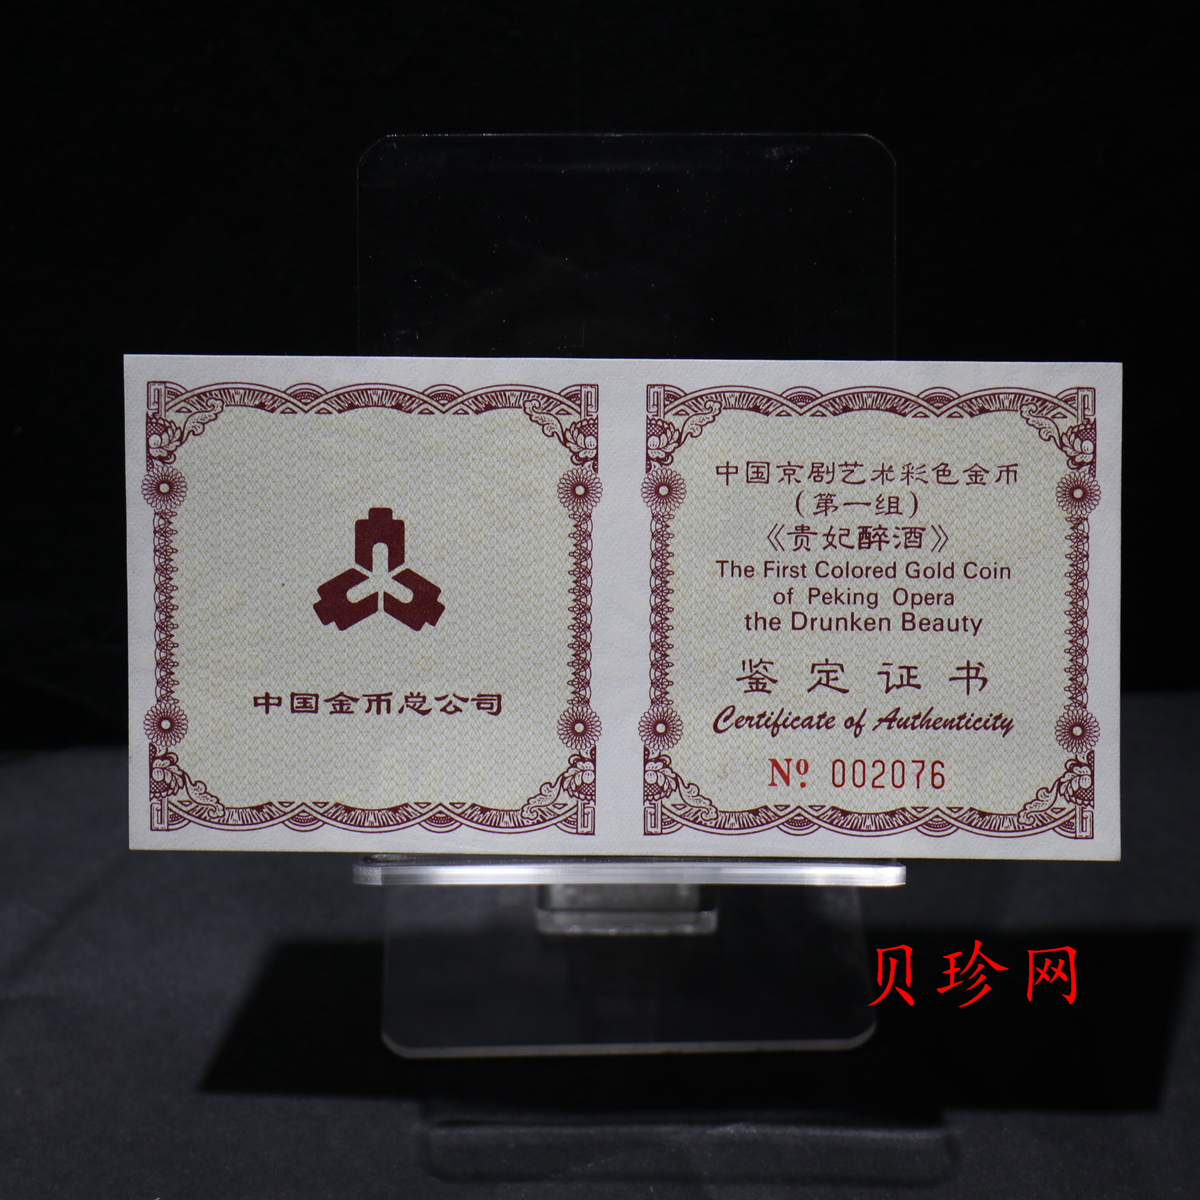 中国金币总公司
中国京剧艺术彩色金币
（第一组）
《贵妃醉酒》
The First Colored Gold Coin
of Peking Opera
the Drunken Beauty
鉴定证书
Certificate of Authenticity
Nº 002076
贝珍网